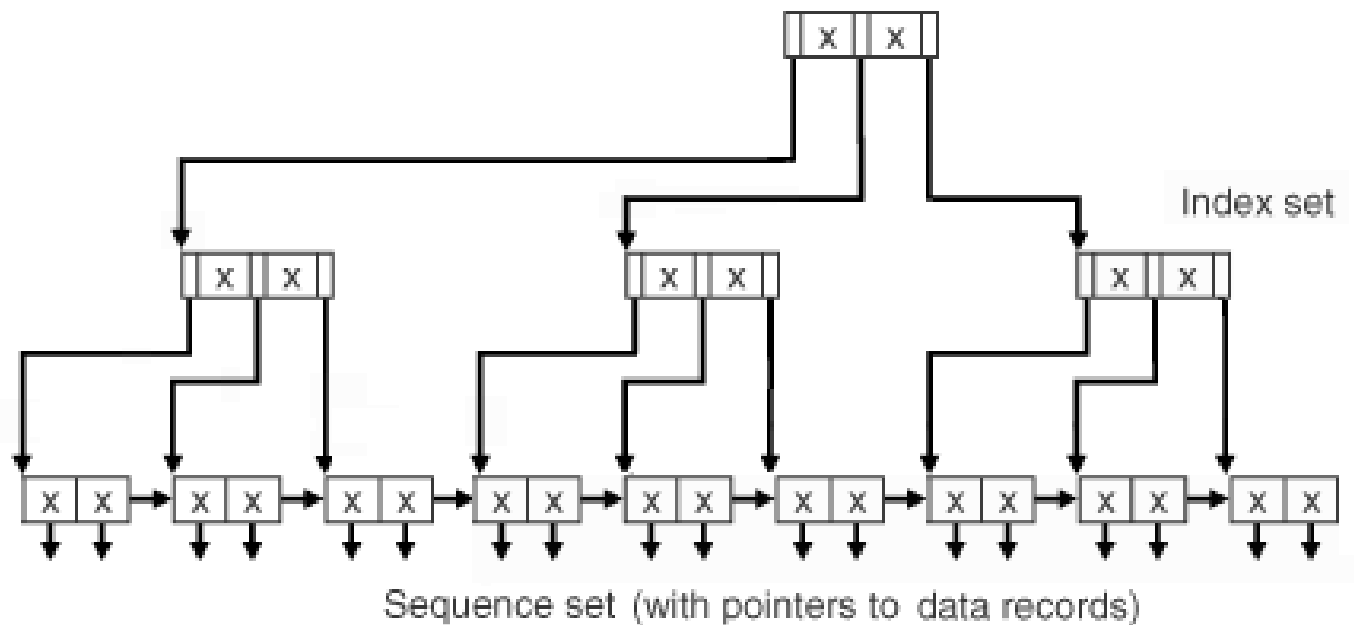 x x
Index set
x x x x x x
x x x x x x x x x x x x x x x x x x
Sequence set (with pointers to data records)